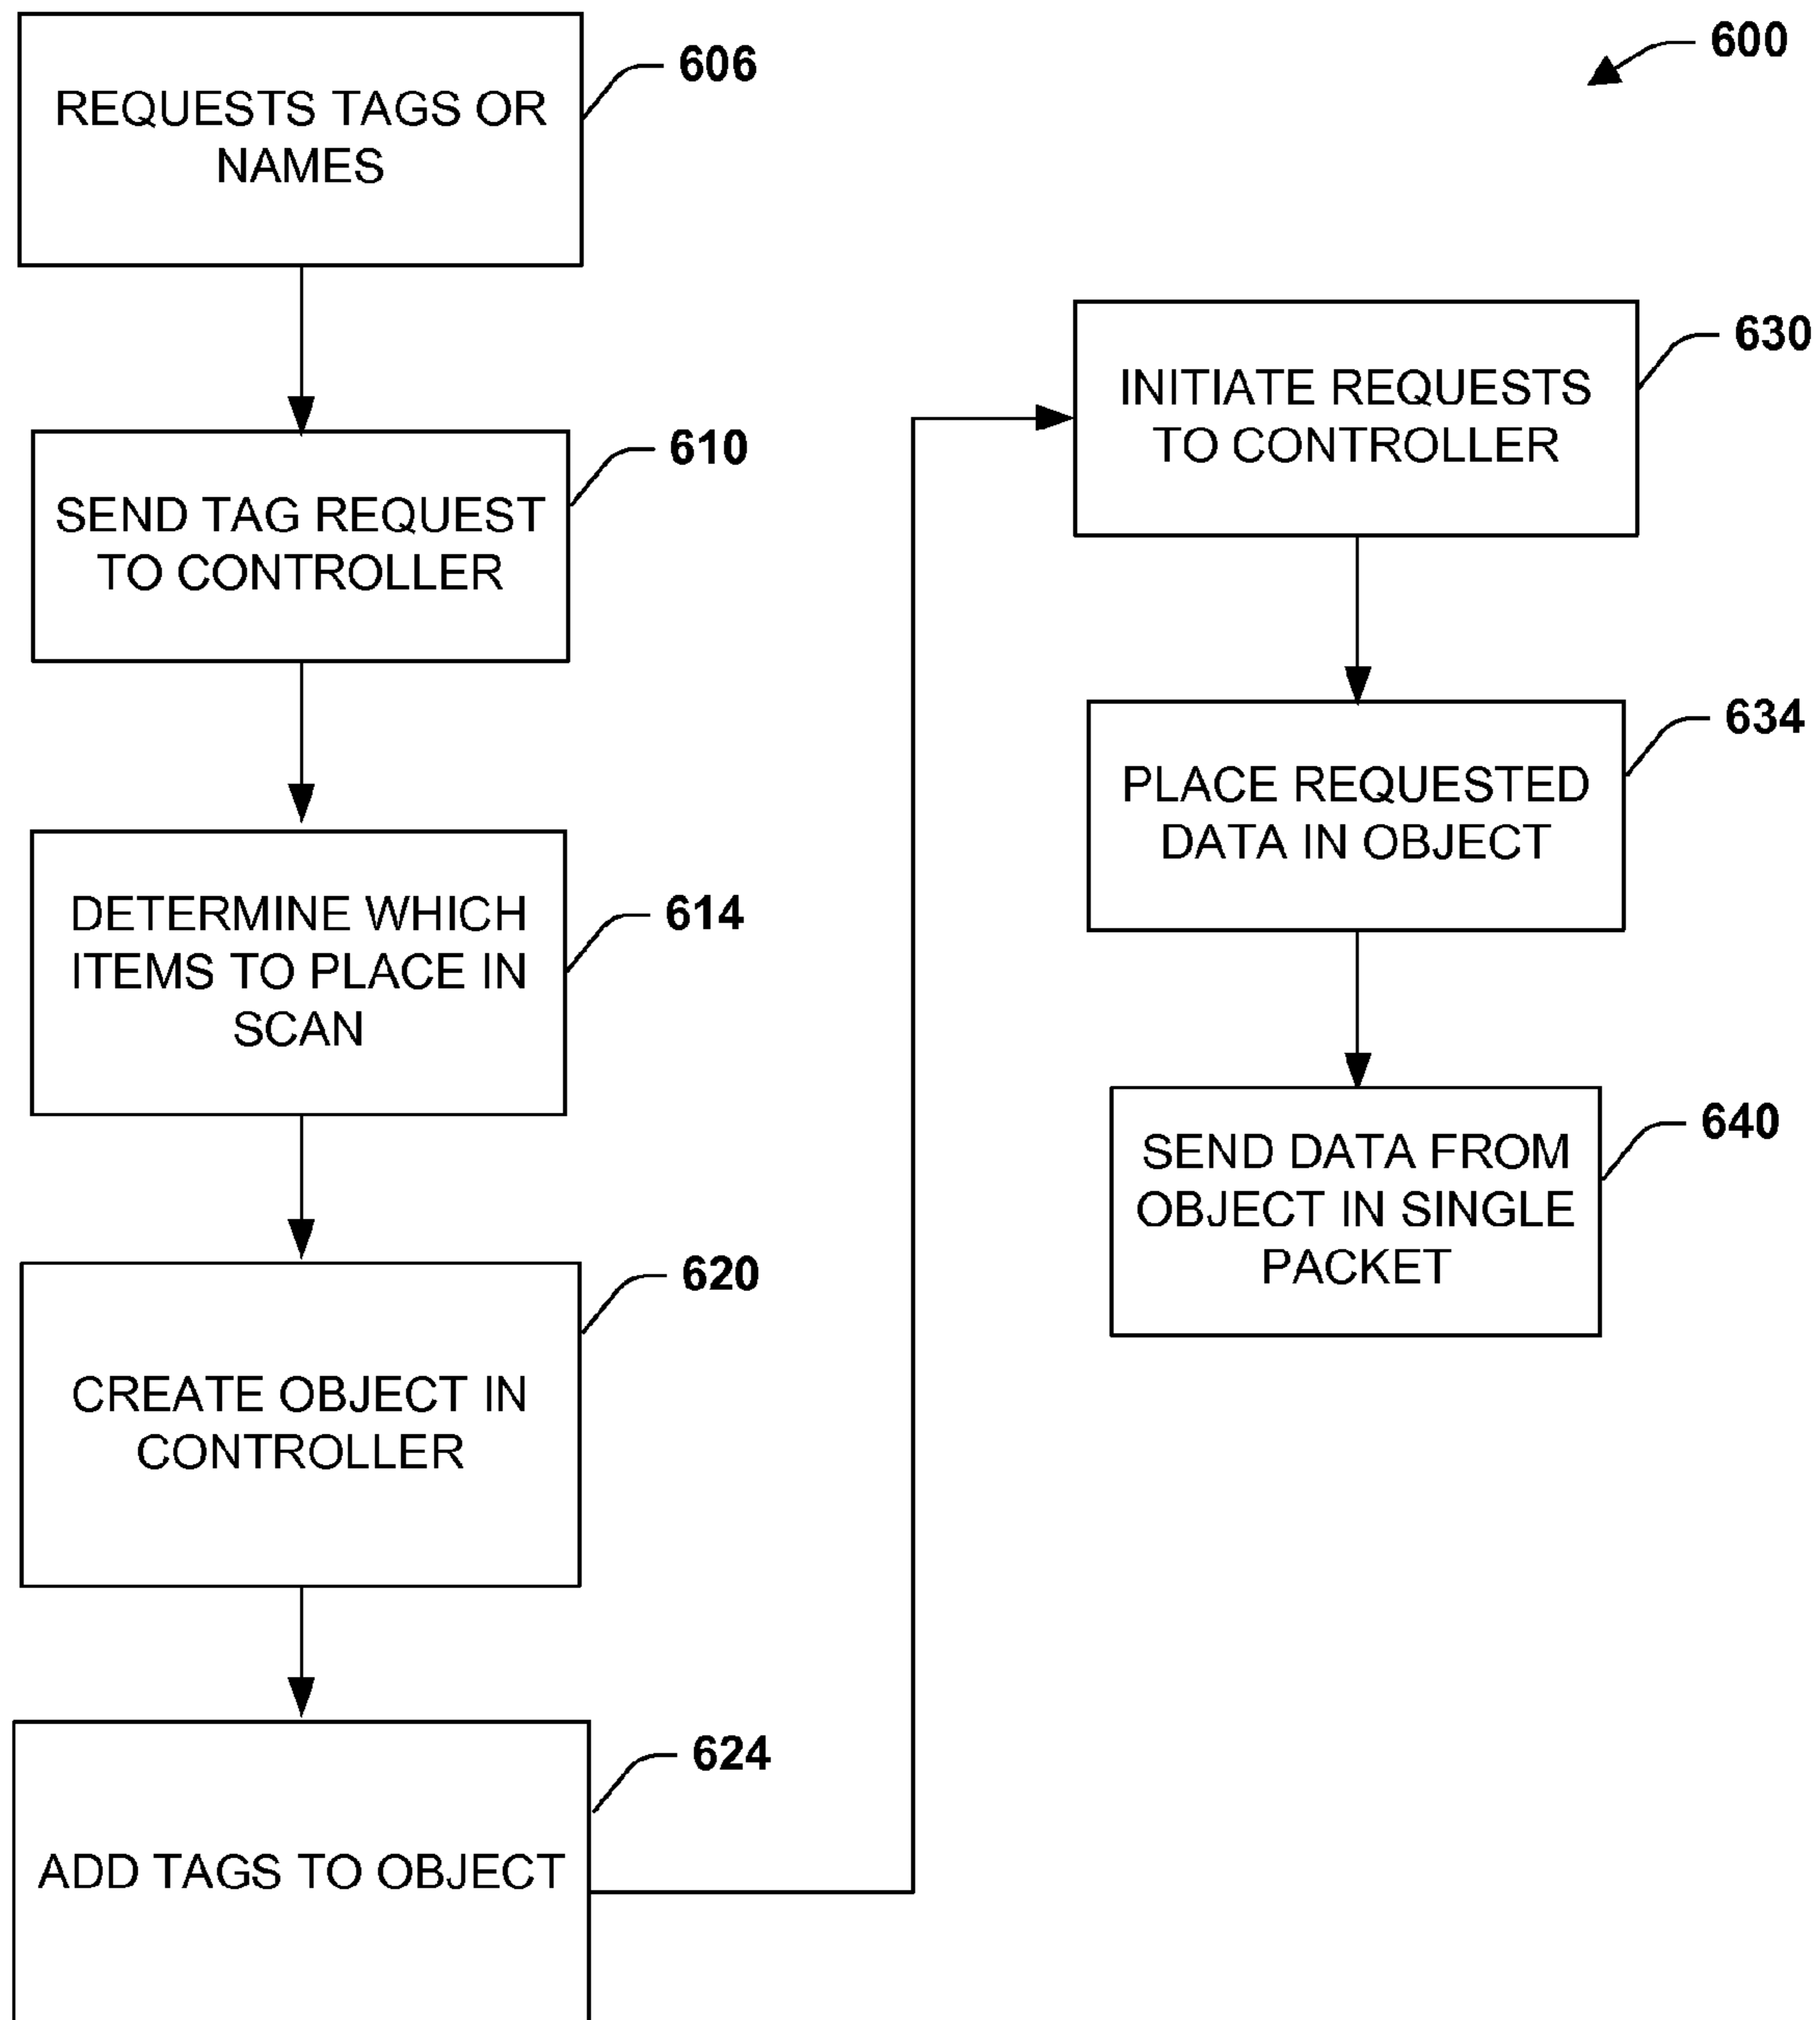 REQUESTS TAGS OR
NAMES
606
600
SEND TAG REQUEST
TO CONTROLLER
610
DETERMINE WHICH
ITEMS TO PLACE IN
SCAN
614
CREATE OBJECT IN
CONTROLLER
620
ADD TAGS TO OBJECT
624
INITIATE REQUESTS
TO CONTROLLER
630
PLACE REQUESTED
DATA IN OBJECT
634
SEND DATA FROM
OBJECT IN SINGLE
PACKET
640